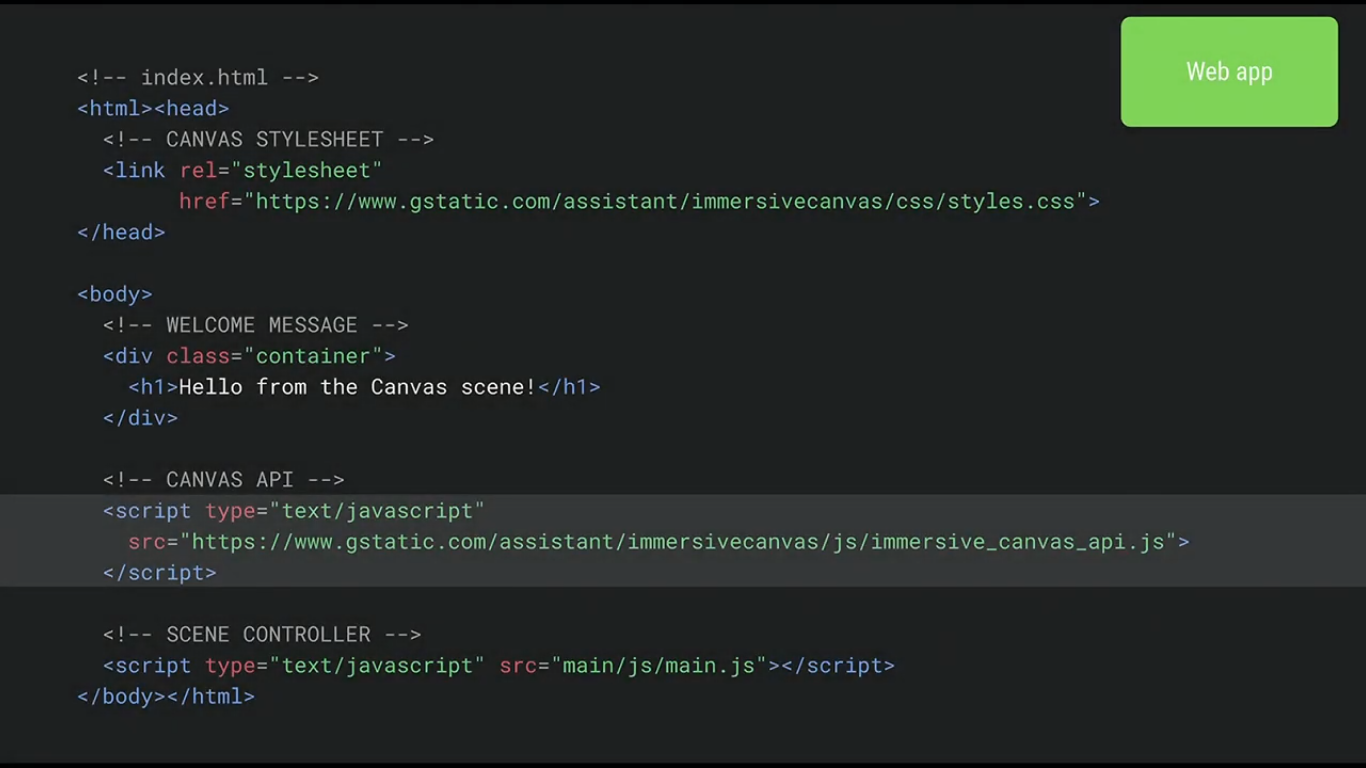 Web app
<!-- index.html -->
<html><head>
  <!-- CANVAS STYLESHEET -->
  <link rel="stylesheet"
        href="https://www.gstatic.com/assistant/immersivecanvas/css/styles.css">
</head>

<body>
  <!-- WELCOME MESSAGE -->
  <div class="container">
    <h1>Hello from the Canvas scene!</h1>
  </div>

  <!-- CANVAS API -->
  <script type="text/javascript"
    src="https://www.gstatic.com/assistant/immersivecanvas/js/immersive_canvas_api.js">
  </script>

  <!-- SCENE CONTROLLER -->
  <script type="text/javascript" src="main/js/main.js"></script>
</body></html>